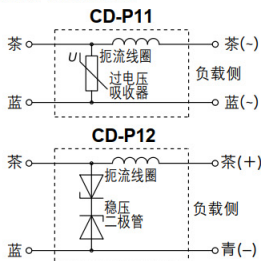 CD-P11
茶 茶(~)
U 扼流线圈
过电压
吸收器
负载侧
蓝 蓝(~)
CD-P12
茶 茶(+)
扼流线圈
稳压
二极管
负载侧
蓝 青(-)